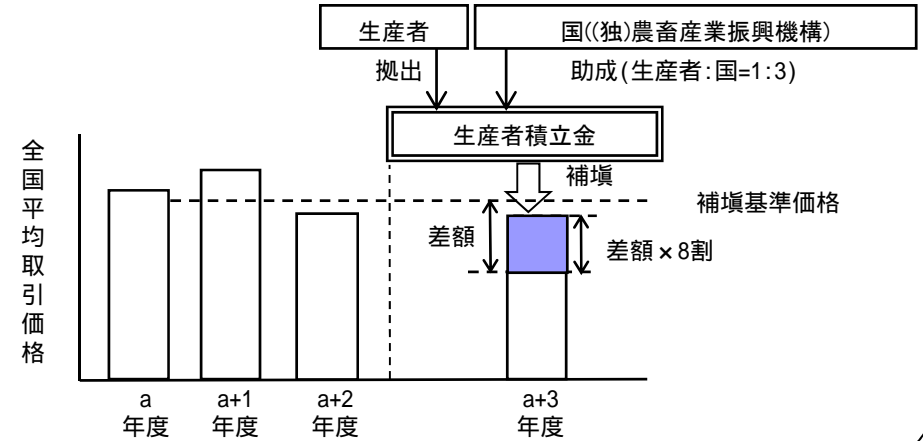 生産者
国((独)農畜産業振興機構)
拠出
助成(生産者:国=1:3)
生産者積立金
補塡
補塡基準価格
差額
差額×8割
全国平均取引価格
a
年度
a+1
年度
a+2
年度
a+3
年度